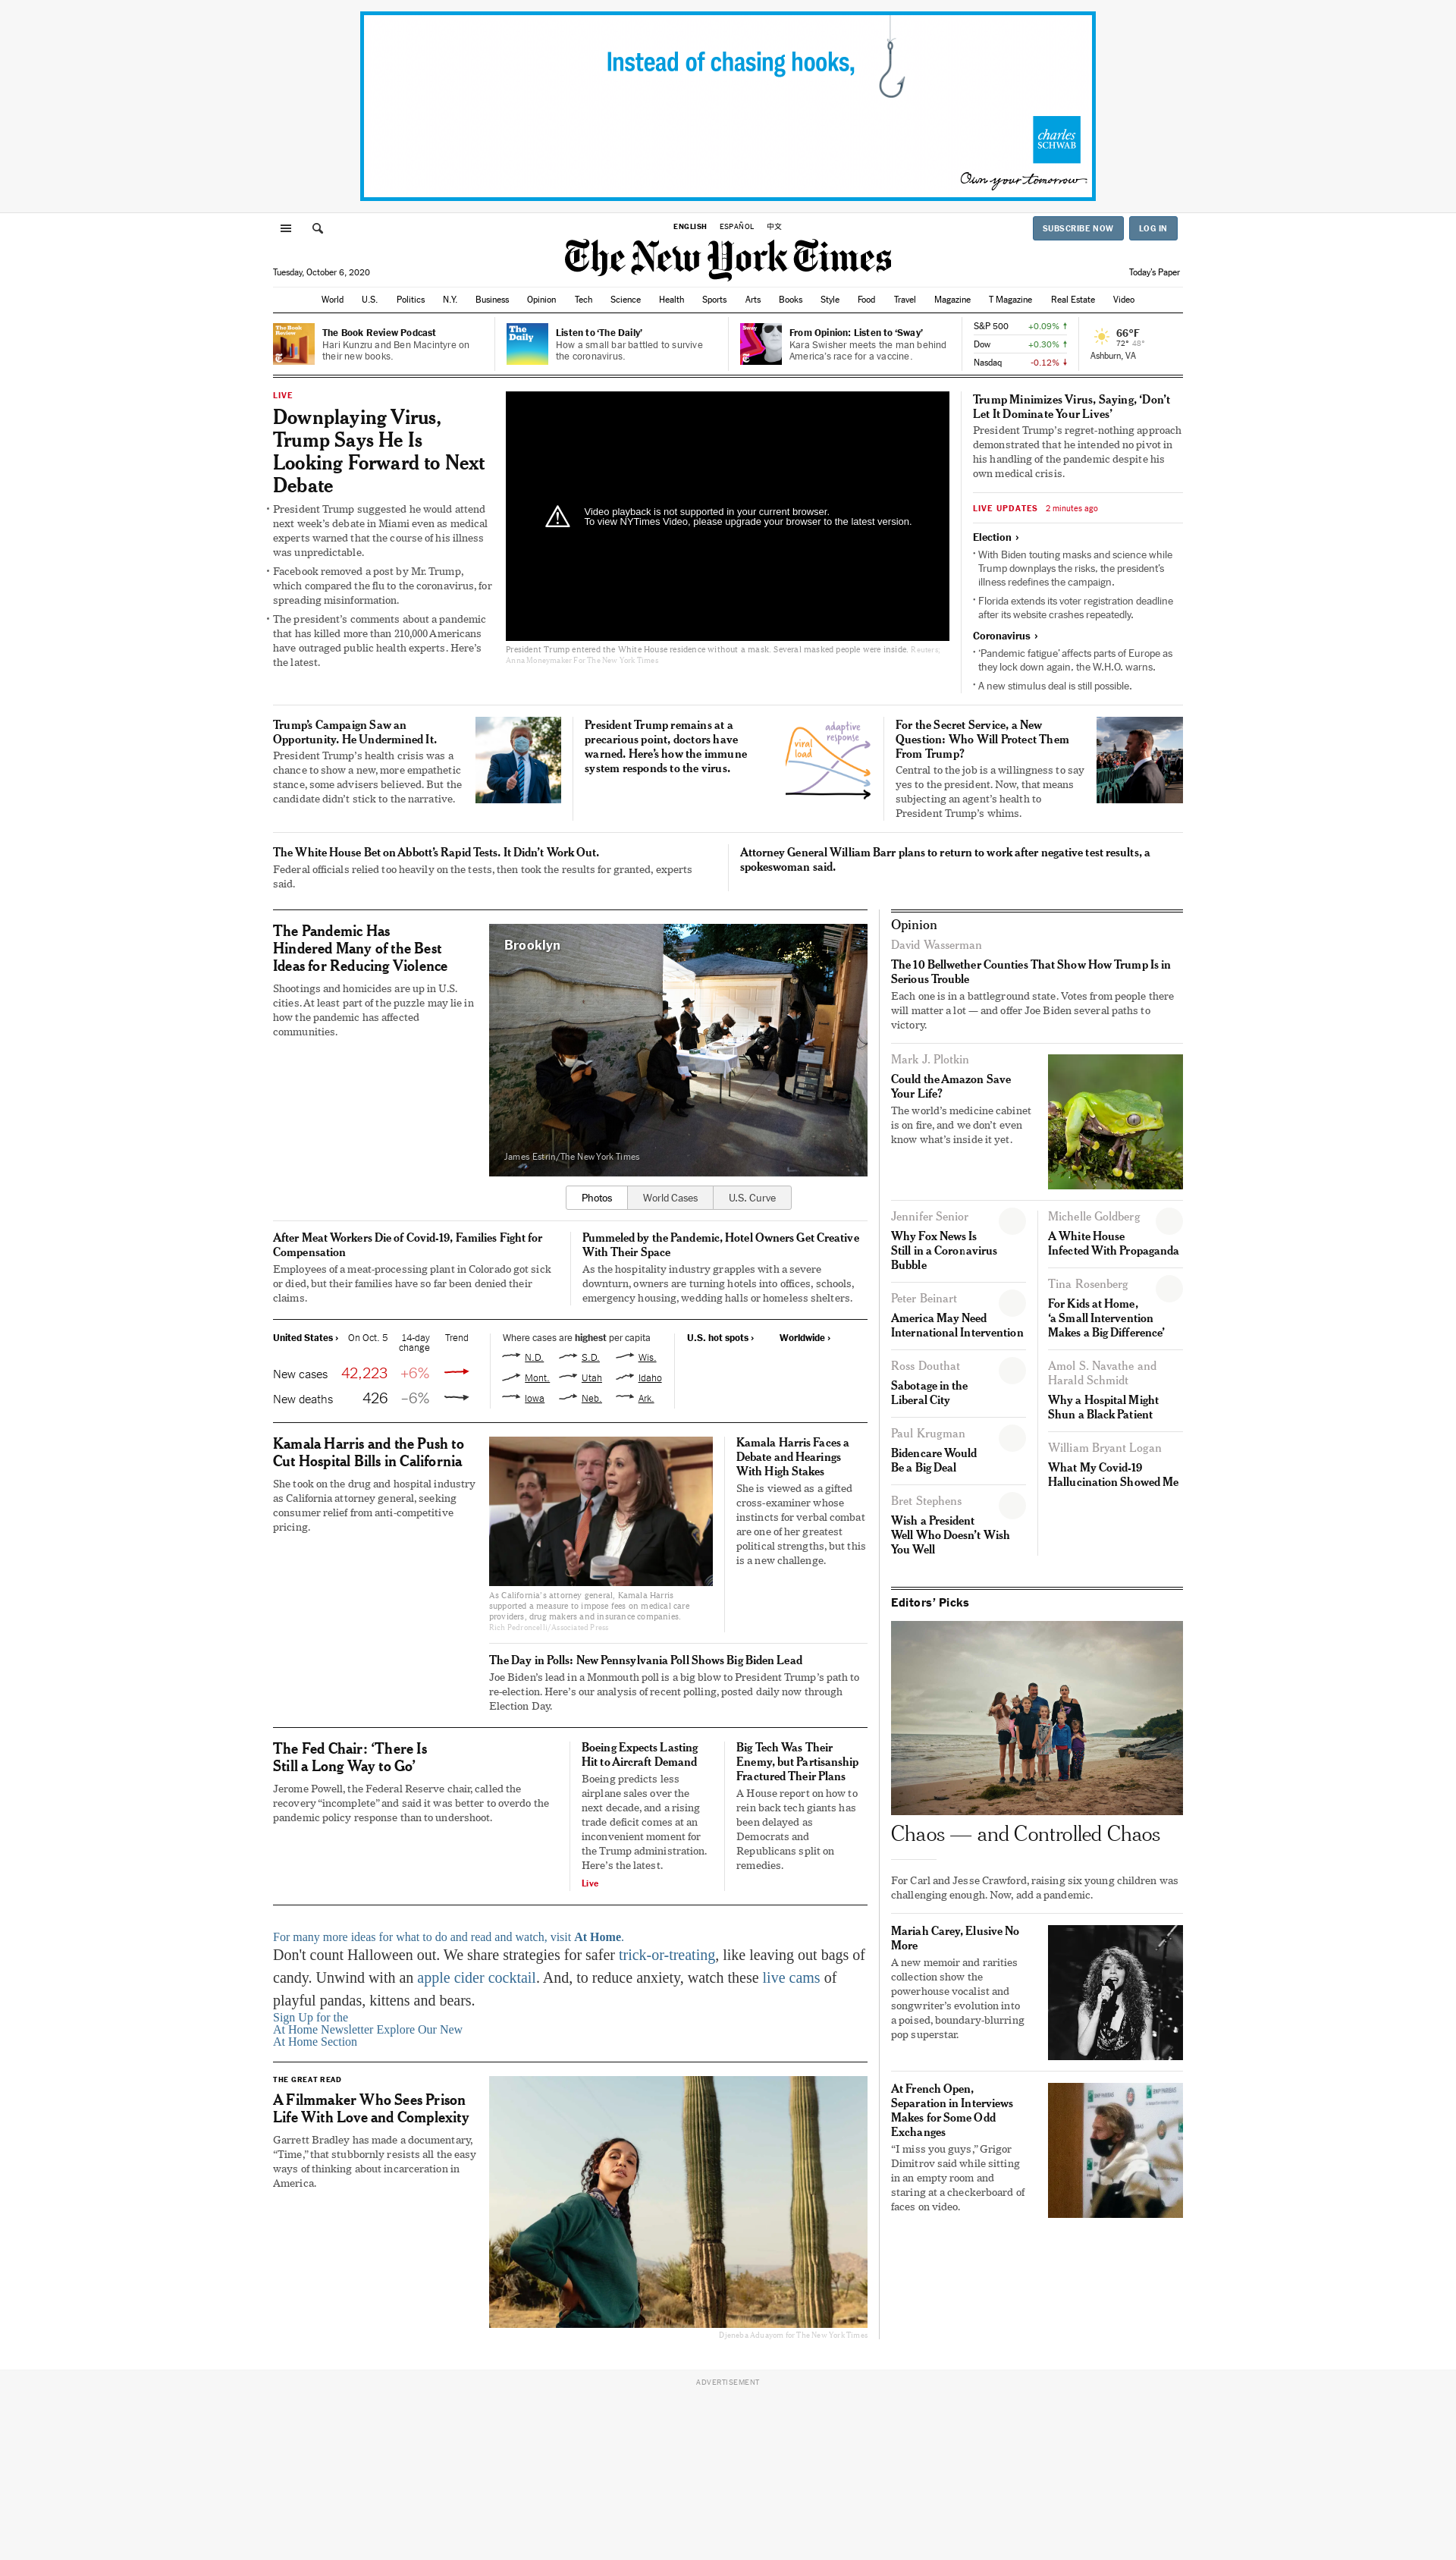 Instead of chasing hooks,
charles
SCHWAB
Own your tomorrow.
ENGLISH ESPAÑOL 中文
SUBSCRIBE NOW LOG IN
The New York Times
Tuesday, October 6, 2020
Today's Paper
World U.S. Politics N.Y. Business Opinion Tech Science Health Sports Arts Books Style Food Travel Magazine T Magazine Real Estate Video
The Book Review
The Book Review Podcast
Hari Kunzru and Ben Macintyre on
their new books.
The Daily
Listen to ‘The Daily’
How a small bar battled to survive
the coronavirus.
Sway
From Opinion: Listen to ‘Sway’
Kara Swisher meets the man behind
America’s race for a vaccine.
S&P 500 +0.09% ↑
Dow +0.30% ↑
Nasdaq -0.12% ↓
66°F
72° 48°
Ashburn, VA
LIVE
Downplaying Virus,
Trump Says He Is
Looking Forward to Next
Debate
• President Trump suggested he would attend
next week’s debate in Miami even as medical
experts warned that the course of his illness
was unpredictable.
• Facebook removed a post by Mr. Trump,
which compared the flu to the coronavirus, for
spreading misinformation.
• The president’s comments about a pandemic
that has killed more than 210,000 Americans
have outraged public health experts. Here’s
the latest.
Video playback is not supported in your current browser.
To view NYTimes Video, please upgrade your browser to the latest version.
President Trump entered the White House residence without a mask. Several masked people were inside. Reuters;
Anna Moneymaker For The New York Times
Trump Minimizes Virus, Saying, ‘Don’t
Let It Dominate Your Lives’
President Trump’s regret-nothing approach
demonstrated that he intended no pivot in
his handling of the pandemic despite his
own medical crisis.
LIVE UPDATES 2 minutes ago
Election ›
• With Biden touting masks and science while
Trump downplays the risks, the president’s
illness redefines the campaign.
• Florida extends its voter registration deadline
after its website crashes repeatedly.
Coronavirus ›
• ‘Pandemic fatigue’ affects parts of Europe as
they lock down again, the W.H.O. warns.
• A new stimulus deal is still possible.
Trump’s Campaign Saw an
Opportunity. He Undermined It.
President Trump’s health crisis was a
chance to show a new, more empathetic
stance, some advisers believed. But the
candidate didn’t stick to the narrative.
President Trump remains at a
precarious point, doctors have
warned. Here’s how the immune
system responds to the virus.
adaptive
response
viral
load
For the Secret Service, a New
Question: Who Will Protect Them
From Trump?
Central to the job is a willingness to say
yes to the president. Now, that means
subjecting an agent’s health to
President Trump’s whims.
The White House Bet on Abbott’s Rapid Tests. It Didn’t Work Out.
Federal officials relied too heavily on the tests, then took the results for granted, experts
said.
Attorney General William Barr plans to return to work after negative test results, a
spokeswoman said.
The Pandemic Has
Hindered Many of the Best
Ideas for Reducing Violence
Shootings and homicides are up in U.S.
cities. At least part of the puzzle may lie in
how the pandemic has affected
communities.
Brooklyn
James Estrin/The New York Times
Photos World Cases U.S. Curve
After Meat Workers Die of Covid-19, Families Fight for
Compensation
Employees of a meat-processing plant in Colorado got sick
or died, but their families have so far been denied their
claims.
Pummeled by the Pandemic, Hotel Owners Get Creative
With Their Space
As the hospitality industry grapples with a severe
downturn, owners are turning hotels into offices, schools,
emergency housing, wedding halls or homeless shelters.
United States › On Oct. 5 14-day
change Trend
New cases 42,223 +6%
New deaths 426 –6%
Where cases are highest per capita
N.D. S.D. Wis.
Mont. Utah Idaho
Iowa Neb. Ark.
U.S. hot spots › Worldwide ›
Kamala Harris and the Push to
Cut Hospital Bills in California
She took on the drug and hospital industry
as California attorney general, seeking
consumer relief from anti-competitive
pricing.
As California’s attorney general, Kamala Harris
supported a measure to impose fees on medical care
providers, drug makers and insurance companies.
Rich Pedroncelli/Associated Press
Kamala Harris Faces a
Debate and Hearings
With High Stakes
She is viewed as a gifted
cross-examiner whose
instincts for verbal combat
are one of her greatest
political strengths, but this
is a new challenge.
The Day in Polls: New Pennsylvania Poll Shows Big Biden Lead
Joe Biden’s lead in a Monmouth poll is a big blow to President Trump’s path to
re-election. Here’s our analysis of recent polling, posted daily now through
Election Day.
The Fed Chair: ‘There Is
Still a Long Way to Go’
Jerome Powell, the Federal Reserve chair, called the
recovery “incomplete” and said it was better to overdo the
pandemic policy response than to undershoot.
Boeing Expects Lasting
Hit to Aircraft Demand
Boeing predicts less
airplane sales over the
next decade, and a rising
trade deficit comes at an
inconvenient moment for
the Trump administration.
Here’s the latest.
Live
Big Tech Was Their
Enemy, but Partisanship
Fractured Their Plans
A House report on how to
rein back tech giants has
been delayed as
Democrats and
Republicans split on
remedies.
For many more ideas for what to do and read and watch, visit At Home.
Don't count Halloween out. We share strategies for safer trick-or-treating, like leaving out bags of
candy. Unwind with an apple cider cocktail. And, to reduce anxiety, watch these live cams of
playful pandas, kittens and bears.
Sign Up for the
At Home Newsletter Explore Our New
At Home Section
THE GREAT READ
A Filmmaker Who Sees Prison
Life With Love and Complexity
Garrett Bradley has made a documentary,
“Time,” that stubbornly resists all the easy
ways of thinking about incarceration in
America.
Djeneba Aduayom for The New York Times
Opinion
David Wasserman
The 10 Bellwether Counties That Show How Trump Is in
Serious Trouble
Each one is in a battleground state. Votes from people there
will matter a lot — and offer Joe Biden several paths to
victory.
Mark J. Plotkin
Could the Amazon Save
Your Life?
The world’s medicine cabinet
is on fire, and we don’t even
know what’s inside it yet.
Jennifer Senior
Why Fox News Is
Still in a Coronavirus
Bubble
Peter Beinart
America May Need
International Intervention
Ross Douthat
Sabotage in the
Liberal City
Paul Krugman
Bidencare Would
Be a Big Deal
Bret Stephens
Wish a President
Well Who Doesn’t Wish
You Well
Michelle Goldberg
A White House
Infected With Propaganda
Tina Rosenberg
For Kids at Home,
‘a Small Intervention
Makes a Big Difference’
Amol S. Navathe and
Harald Schmidt
Why a Hospital Might
Shun a Black Patient
William Bryant Logan
What My Covid-19
Hallucination Showed Me
Editors’ Picks
Chaos — and Controlled Chaos
For Carl and Jesse Crawford, raising six young children was
challenging enough. Now, add a pandemic.
Mariah Carey, Elusive No
More
A new memoir and rarities
collection show the
powerhouse vocalist and
songwriter’s evolution into
a poised, boundary-blurring
pop superstar.
At French Open,
Separation in Interviews
Makes for Some Odd
Exchanges
“I miss you guys,” Grigor
Dimitrov said while sitting
in an empty room and
staring at a checkerboard of
faces on video.
ADVERTISEMENT